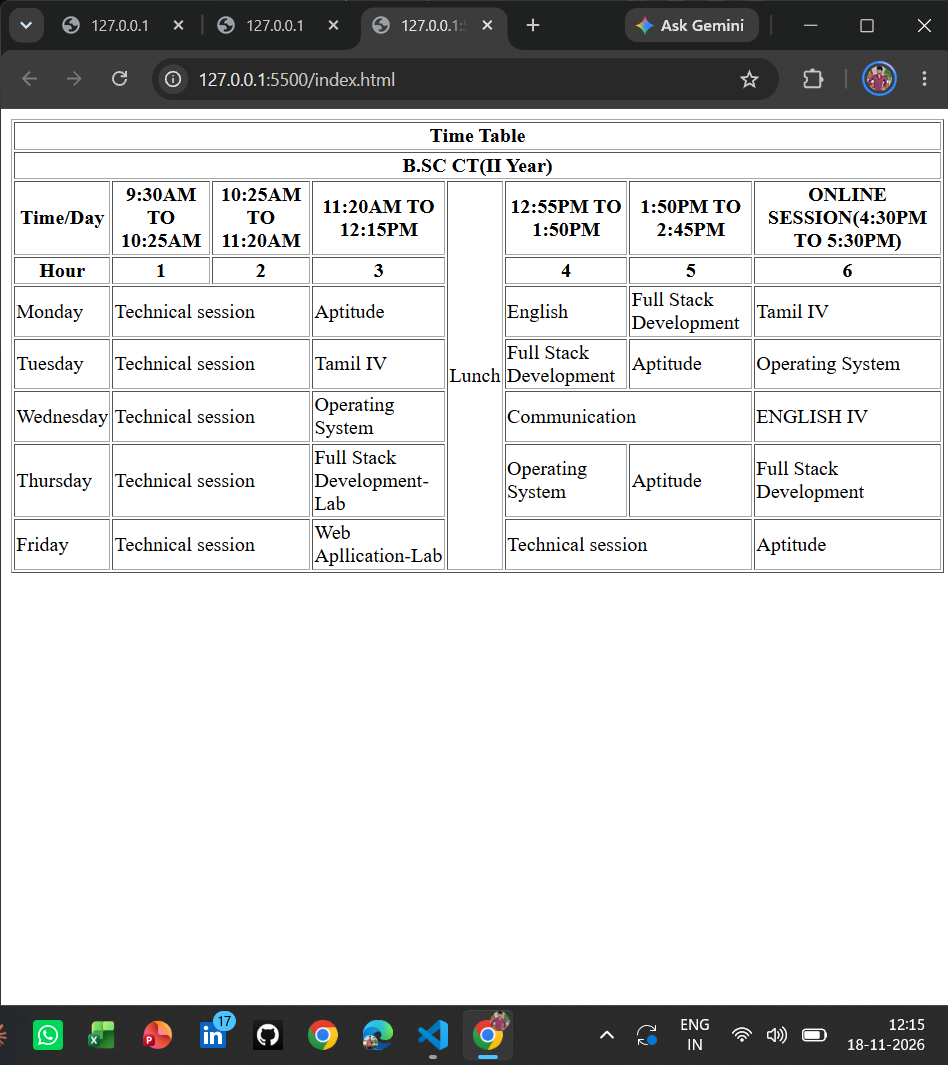 127.0.0.1
127.0.0.1
127.0.0.1:
Ask Gemini
127.0.0.1:5500/index.html
Time Table
B.SC CT(II Year)
Time/Day
9:30AM
TO
10:25AM
10:25AM
TO
11:20AM
11:20AM TO
12:15PM
Lunch
12:55PM TO
1:50PM
1:50PM TO
2:45PM
ONLINE
SESSION(4:30PM
TO 5:30PM)
Hour
1
2
3
4
5
6
Monday
Technical session
Aptitude
English
Full Stack
Development
Tamil IV
Tuesday
Technical session
Tamil IV
Full Stack
Development
Aptitude
Operating System
Wednesday
Technical session
Operating
System
Communication
ENGLISH IV
Thursday
Technical session
Full Stack
Development-
Lab
Operating
System
Aptitude
Full Stack
Development
Friday
Technical session
Web
Apllication-Lab
Technical session
Aptitude
17
ENG
IN
12:15
18-11-2026